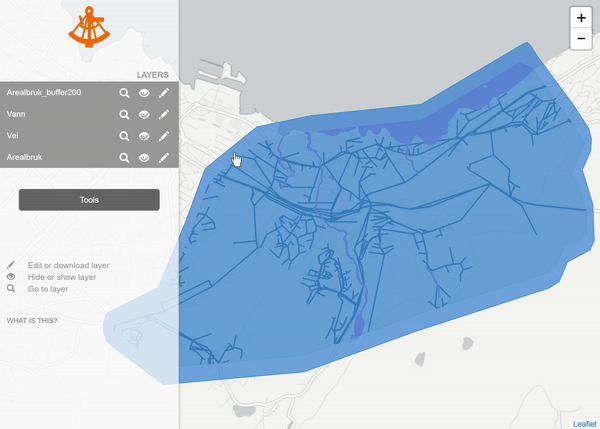 LAYERS
Arealbruk_buffer200
Vann
Vei
Arealbruk
Tools
Edit or download layer
Hide or show layer
Go to layer
WHAT IS THIS?
+
−
Leaflet